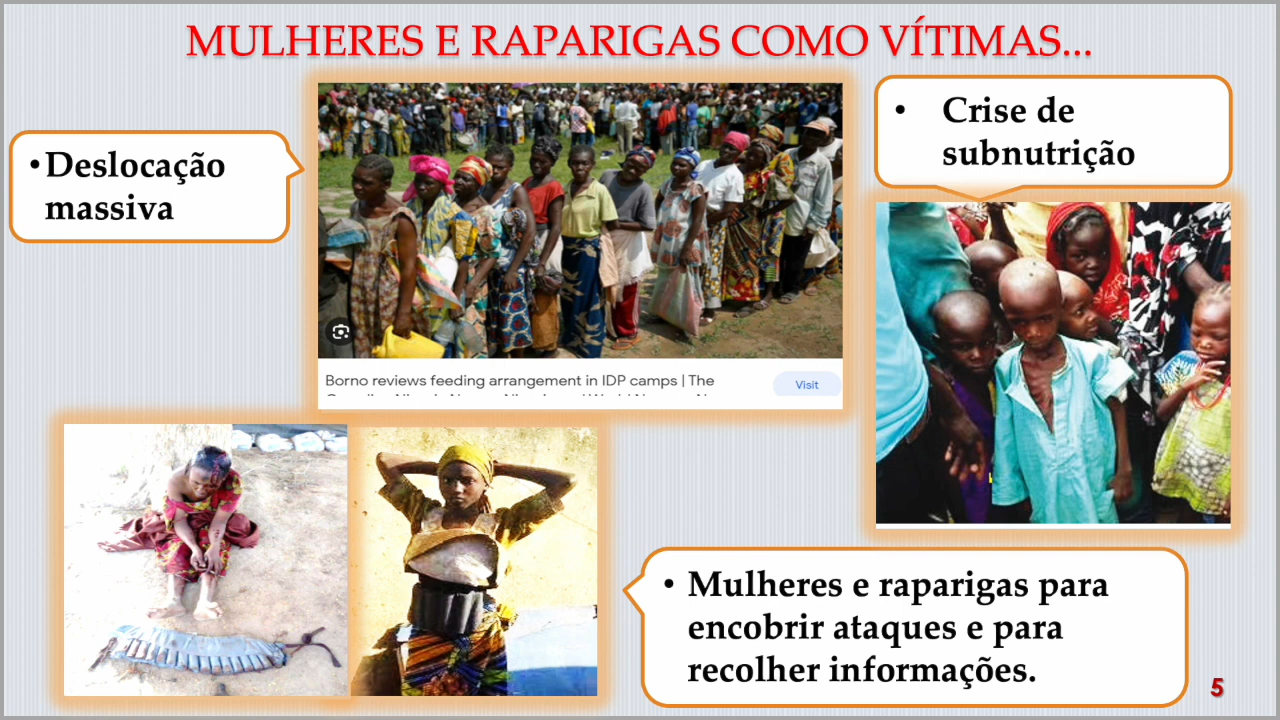 MULHERES E RAPARIGAS COMO VÍTIMAS...
• Deslocação
massiva
• Crise de
subnutrição
Borno reviews feeding arrangement in IDP camps | The
Visit
• Mulheres e raparigas para
encobrir ataques e para
recolher informações.
5